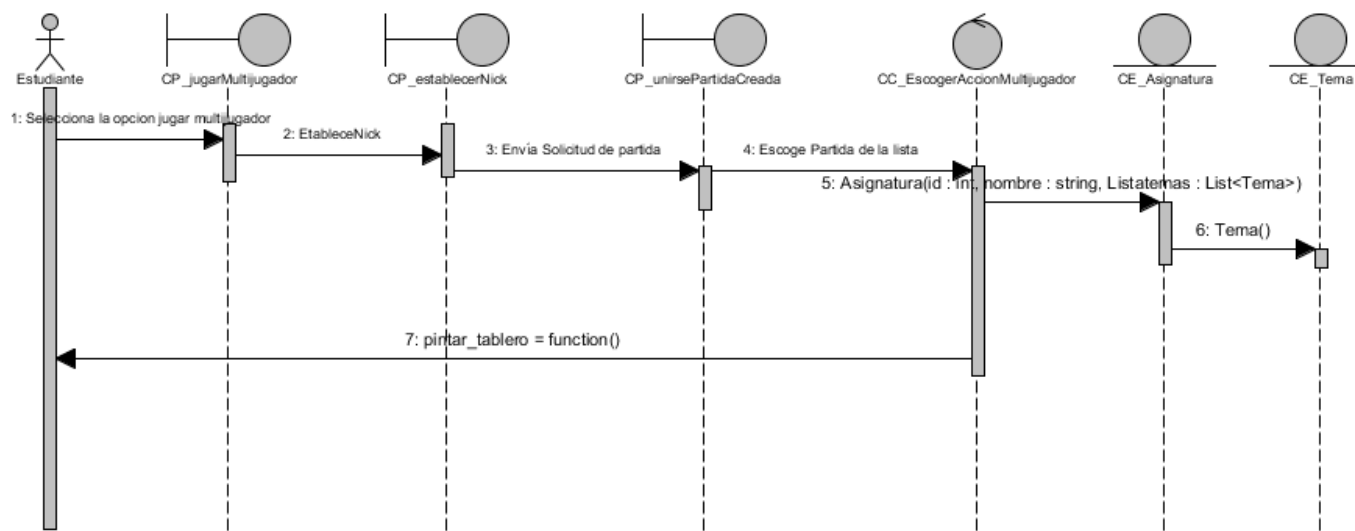 Estudiante
CP_jugarMultijugador
CP_establecerNick
CP_unirsePartidaCreada
CC_EscogerAccionMultijugador
CE_Asignatura
CE_Tema
1: Selecciona la opcion jugar multijugador
2: EtableceNick
3: Envía Solicitud de partida
4: Escoge Partida de la lista
5: Asignatura(id : int, nombre : string, Listatemas : List<Tema>)
6: Tema()
7: pintar_tablero = function()